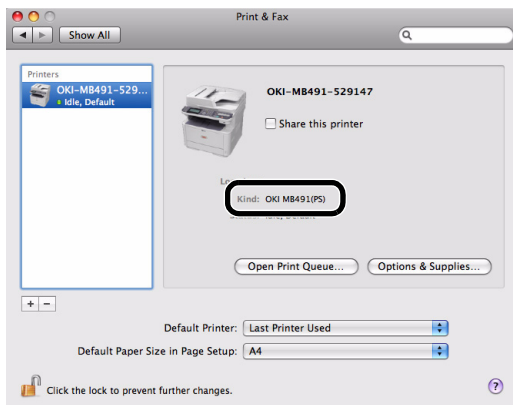 Print & Fax
Show All
Printers
OKI-MB491-529...
Idle, Default
OKI-MB491-529147
Share this printer
Kind: OKI MB491(PS)
Open Print Queue...
Options & Supplies...
+ −
Default Printer: Last Printer Used
Default Paper Size in Page Setup: A4
Click the lock to prevent further changes.
?